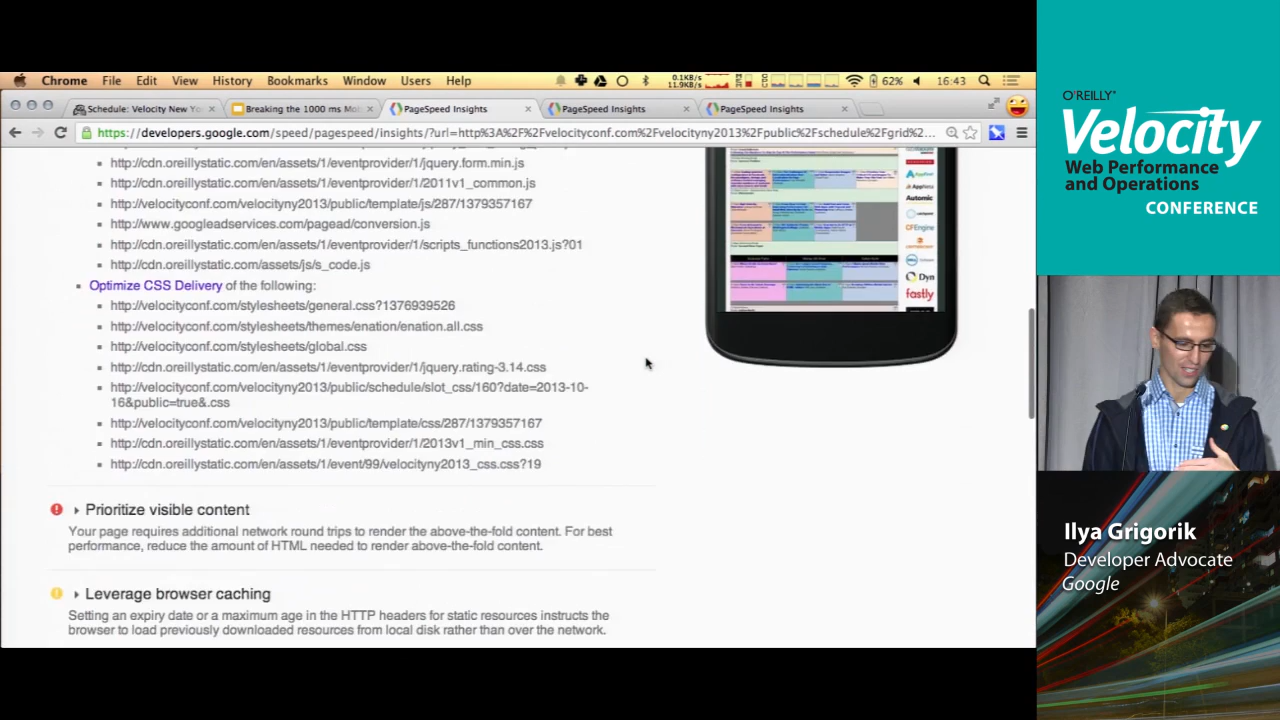 Chrome File Edit View History Bookmarks Window Users Help
0.1KB/s
11.9KB/s
62% 16:43
Schedule: Velocity New Yo
Breaking the 1000 ms Mo
PageSpeed Insights
PageSpeed Insights
PageSpeed Insights
https://developers.google.com/speed/pagespeed/insights/?url=http%3A%2F%2Fvelocityconf.com%2Fvelocityny2013%2Fpublic%2Fschedule%2Fgrid%2...
http://cdn.oreillystatic.com/en/assets/1/eventprovider/1/jquery.form.min.js
http://cdn.oreillystatic.com/en/assets/1/eventprovider/1/2011v1_common.js
http://velocityconf.com/velocityny2013/public/template/js/287/1379357167
http://www.googleadservices.com/pagead/conversion.js
http://cdn.oreillystatic.com/en/assets/1/eventprovider/1/scripts_functions2013.js?01
http://cdn.oreillystatic.com/assets/js/s_code.js
Optimize CSS Delivery of the following:
http://velocityconf.com/stylesheets/general.css?1376939526
http://velocityconf.com/stylesheets/themes/enation/enation.all.css
http://velocityconf.com/stylesheets/global.css
http://cdn.oreillystatic.com/en/assets/1/eventprovider/1/jquery.rating-3.14.css
http://velocityconf.com/velocityny2013/public/schedule/slot_css/160?date=2013-10-
16&public=true&.css
http://velocityconf.com/velocityny2013/public/template/css/287/1379357167
http://cdn.oreillystatic.com/en/assets/1/eventprovider/1/2013v1_min_css.css
http://cdn.oreillystatic.com/en/assets/1/event/99/velocityny2013_css.css?19
Prioritize visible content
Your page requires additional network round trips to render the above-the-fold content. For best
performance, reduce the amount of HTML needed to render above-the-fold content.
Leverage browser caching
Setting an expiry date or a maximum age in the HTTP headers for static resources instructs the
browser to load previously downloaded resources from local disk rather than over the network.
Automic
CFEngine
Dyn
fastly
O'REILLY®
Velocity
Web Performance
and Operations
CONFERENCE
Ilya Grigorik
Developer Advocate
Google